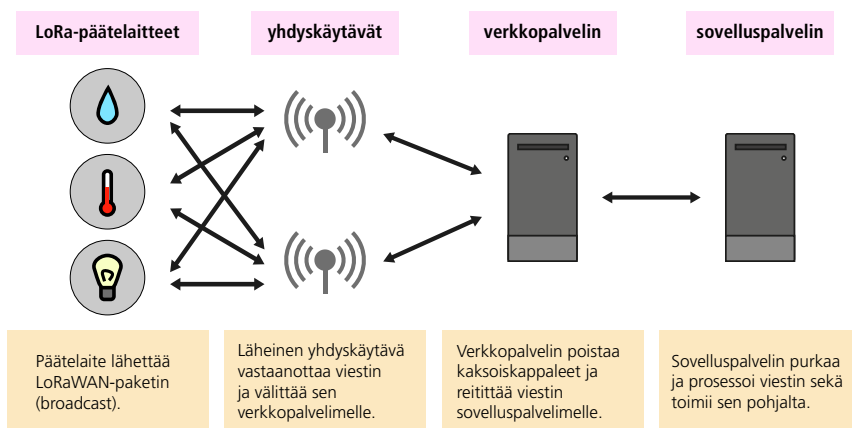 LoRa-päätelaitteet
yhdyskäytävät
verkkopalvelin
sovelluspalvelin
Päätelaite lähettää
LoRaWAN-paketin
(broadcast).
Läheinen yhdyskäytävä
vastaanottaa viestin
ja välittää sen
verkkopalvelimelle.
Verkkopalvelin poistaa
kaksoiskappaleet ja
reitittää viestin
sovelluspalvelimelle.
Sovelluspalvelin purkaa
ja prosessoi viestin sekä
toimii sen pohjalta.